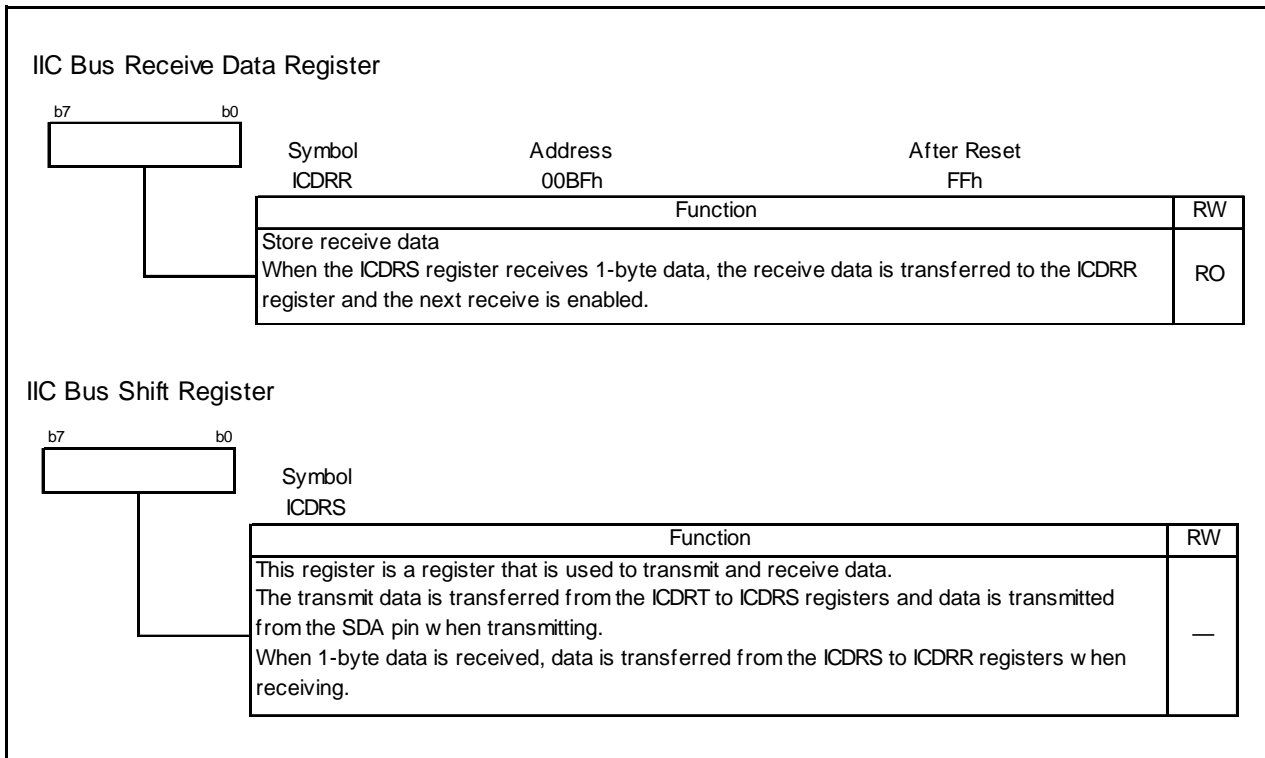 IIC Bus Receive Data Register
b7 b0
Symbol Address After Reset
ICDRR 00BFh FFh
Function RW
Store receive data
When the ICDRS register receives 1-byte data, the receive data is transferred to the ICDRR
register and the next receive is enabled.
RO
IIC Bus Shift Register
b7 b0
Symbol
ICDRS
Function RW
This register is a register that is used to transmit and receive data.
The transmit data is transferred from the ICDRT to ICDRS registers and data is transmitted
from the SDA pin when transmitting.
When 1-byte data is received, data is transferred from the ICDRS to ICDRR registers when
receiving.
—